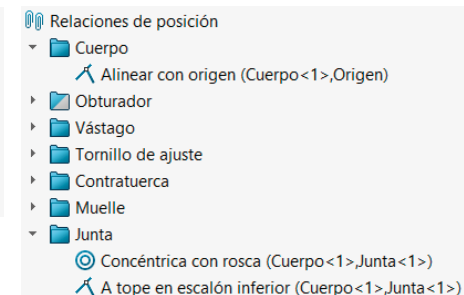 Relaciones de posición
Cuerpo
Alinear con origen (Cuerpo<1>,Origen)
Obturador
Vástago
Tornillo de ajuste
Contratuerca
Muelle
Junta
Concéntrica con rosca (Cuerpo<1>,Junta<1>)
A tope en escalón inferior (Cuerpo<1>,Junta<1>)